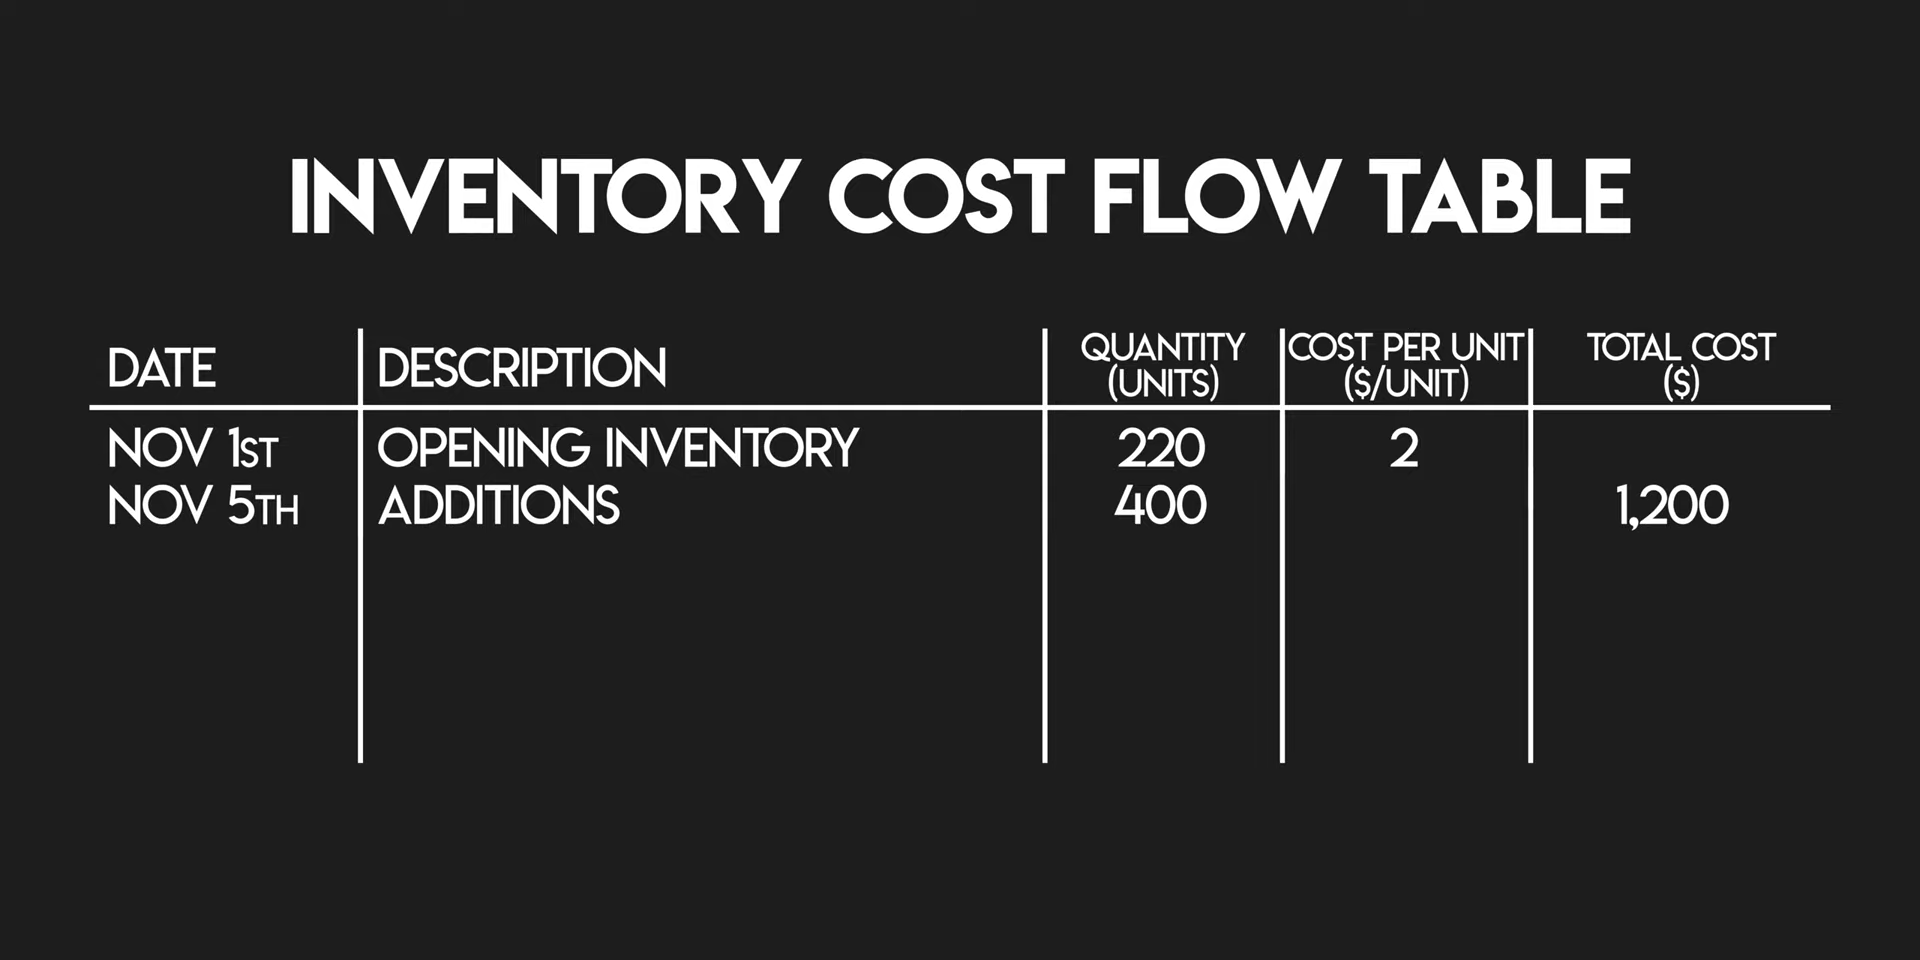 INVENTORY COST FLOW TABLE
DATE DESCRIPTION QUANTITY (UNITS) COST PER UNIT ($/UNIT) TOTAL COST ($)
NOV 1ST OPENING INVENTORY 220 2
NOV 5TH ADDITIONS 400 1,200